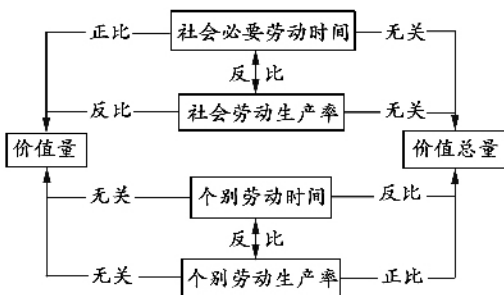 正比 社会必要劳动时间 无关
反 比
反比 社会劳动生产率 无关
价值量 价值总量
无关 个别劳动时间 反比
反 比
无关 个别劳动生产率 正比